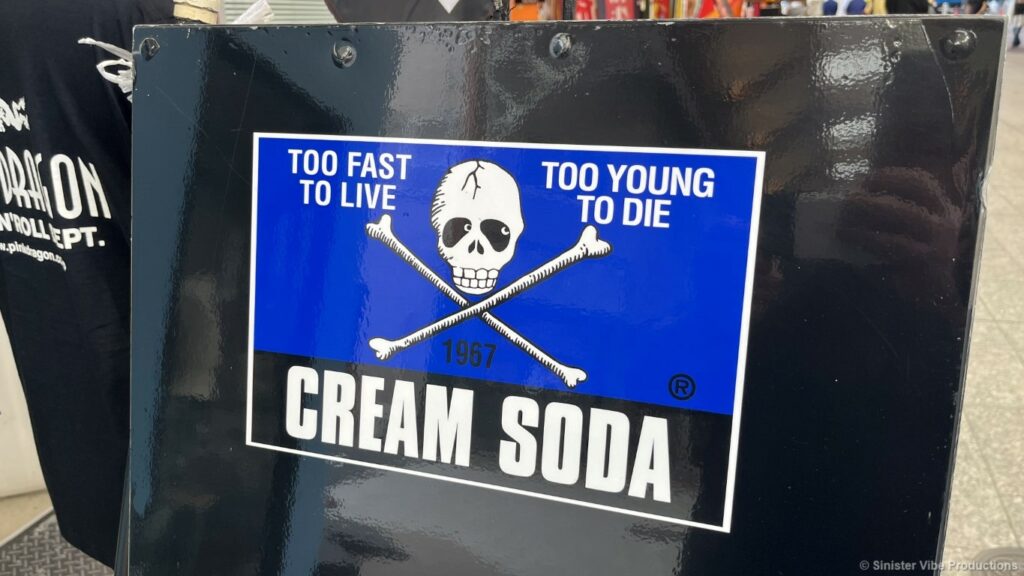 TOO FAST
TO LIVE
TOO YOUNG
TO DIE
1967
®
CREAM SODA
DRAGON
N'ROLL DEPT.
© Sinister Vibe Productions